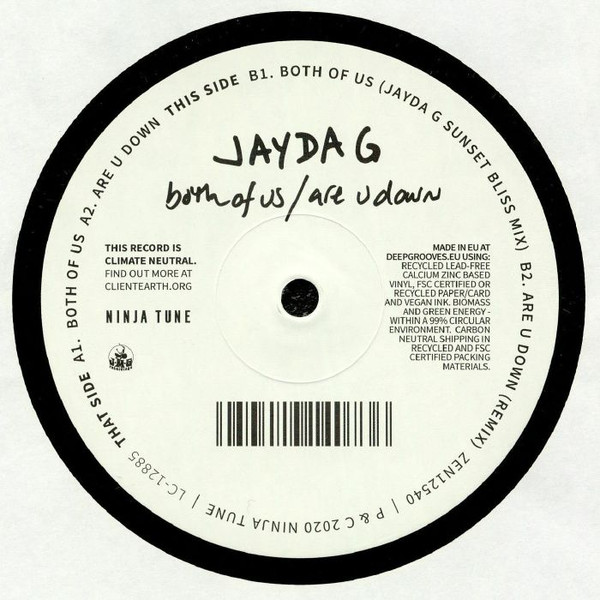 JAYDA G
both of us / are u down
THAT SIDE A1. BOTH OF US A2. ARE U DOWN THIS SIDE B1. BOTH OF US (JAYDA G SUNSET BLISS MIX) B2. ARE U DOWN (REMIX) ZEN12540 | P & C 2020 NINJA TUNE | LC-12885
THIS RECORD IS
CLIMATE NEUTRAL.
FIND OUT MORE AT
CLIENTEARTH.ORG
NINJA TUNE
MADE IN EU AT
DEEPGROOVES.EU USING:
RECYCLED LEAD-FREE
CALCIUM ZINC BASED
VINYL, FSC CERTIFIED OR
RECYCLED PAPER/CARD
AND VEGAN INK. BIOMASS
AND GREEN ENERGY -
WITHIN A 99% CIRCULAR
ENVIRONMENT. CARBON
NEUTRAL SHIPPING IN
RECYCLED AND FSC
CERTIFIED PACKING
MATERIALS.